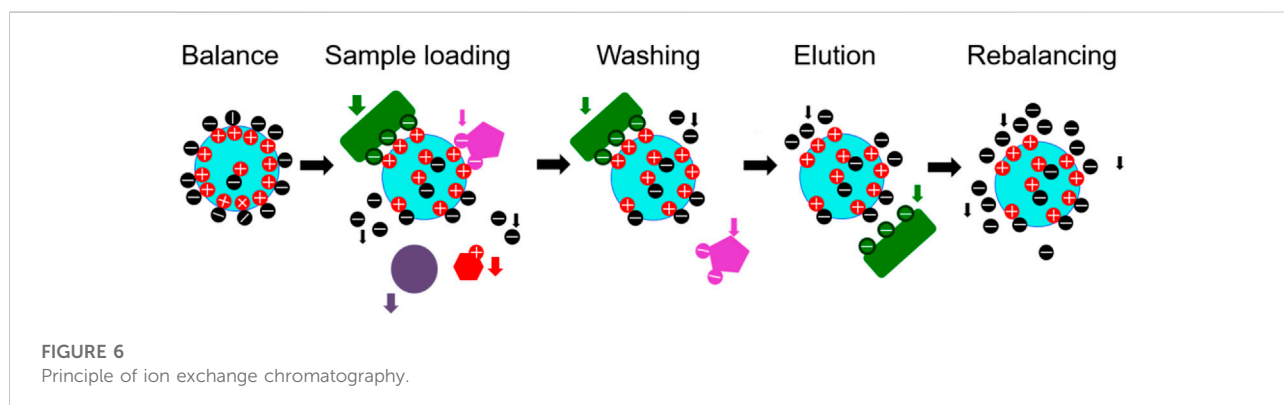 Balance Sample loading Washing Elution Rebalancing
FIGURE 6
Principle of ion exchange chromatography.